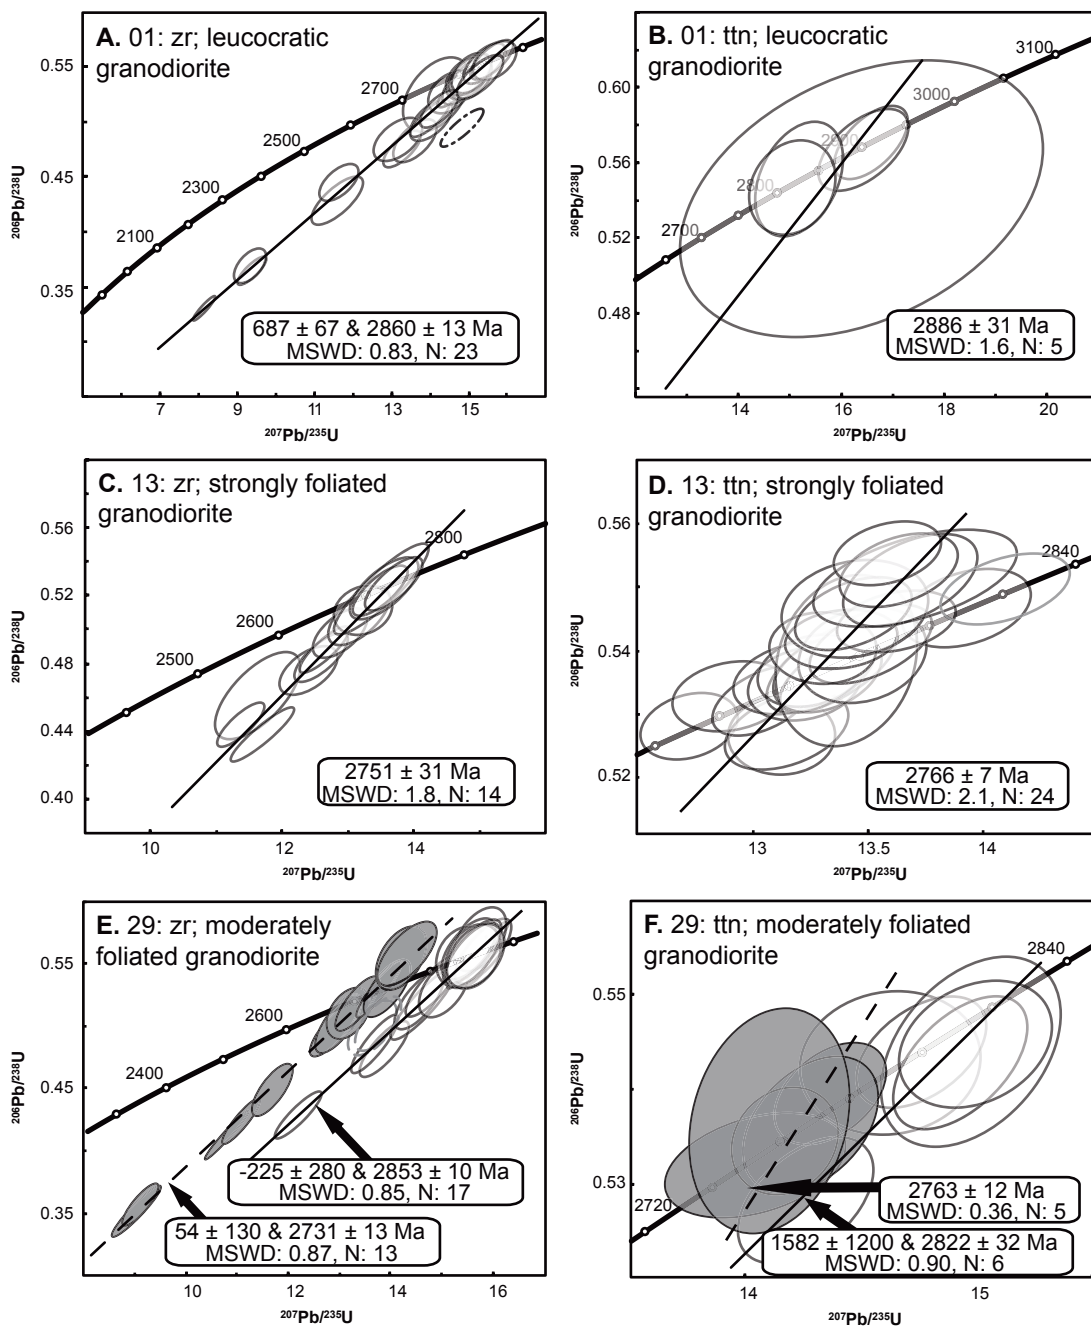 A. 01: zr; leucocratic
granodiorite
0.55
0.45
0.35
²⁰⁶Pb/²³⁸U
2700
2500
2300
2100
687 ± 67 & 2860 ± 13 Ma
MSWD: 0.83, N: 23
7 9 11 13 15
²⁰⁷Pb/²³⁵U
B. 01: ttn; leucocratic
granodiorite
0.60
0.56
0.52
0.48
²⁰⁶Pb/²³⁸U
3100
3000
2900
2800
2700
2886 ± 31 Ma
MSWD: 1.6, N: 5
14 16 18 20
²⁰⁷Pb/²³⁵U
C. 13: zr; strongly foliated
granodiorite
0.56
0.52
0.48
0.44
0.40
²⁰⁶Pb/²³⁸U
2800
2600
2500
2751 ± 31 Ma
MSWD: 1.8, N: 14
10 12 14
²⁰⁷Pb/²³⁵U
D. 13: ttn; strongly foliated
granodiorite
0.56
0.54
0.52
²⁰⁶Pb/²³⁸U
2840
2766 ± 7 Ma
MSWD: 2.1, N: 24
13 13.5 14
²⁰⁷Pb/²³⁵U
E. 29: zr; moderately
foliated granodiorite
0.55
0.45
0.35
²⁰⁶Pb/²³⁸U
2600
2400
-225 ± 280 & 2853 ± 10 Ma
MSWD: 0.85, N: 17
54 ± 130 & 2731 ± 13 Ma
MSWD: 0.87, N: 13
10 12 14 16
²⁰⁷Pb/²³⁵U
F. 29: ttn; moderately foliated
granodiorite
0.55
0.53
²⁰⁶Pb/²³⁸U
2840
2720
2763 ± 12 Ma
MSWD: 0.36, N: 5
1582 ± 1200 & 2822 ± 32 Ma
MSWD: 0.90, N: 6
14 15
²⁰⁷Pb/²³⁵U